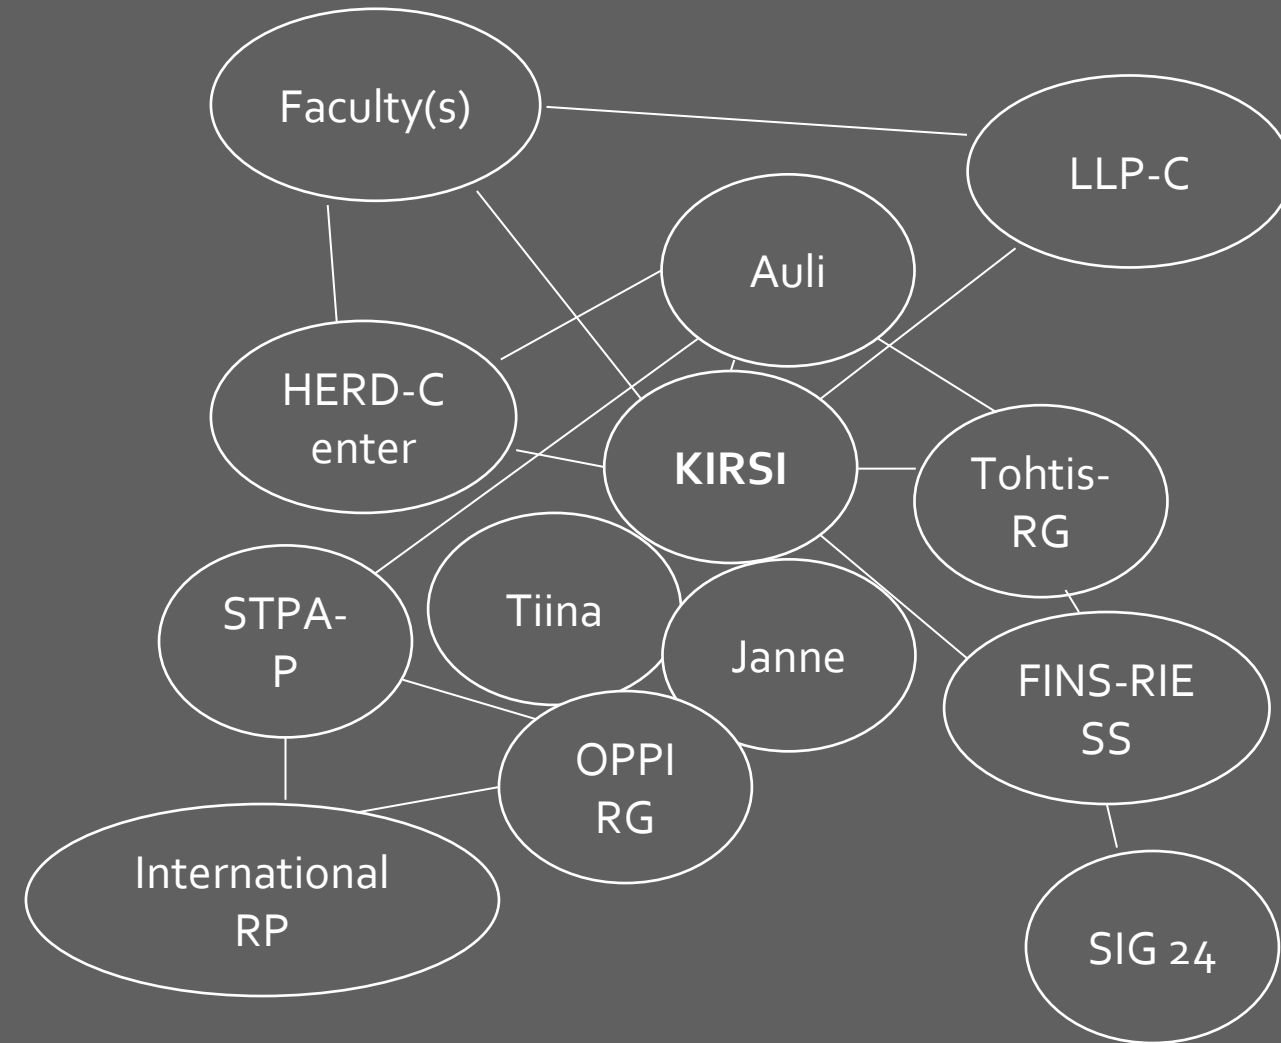 Faculty(s)
LLP-C
Auli
HERD-C
enter
KIRSI
Tohtis-
RG
STPA-
P
Tiina
Janne
FINS-RIE
SS
OPPI
RG
International
RP
SIG 24